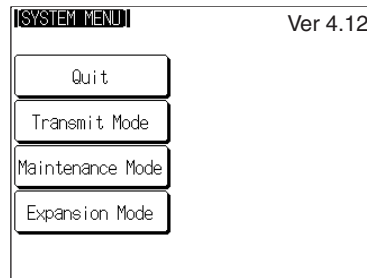 SYSTEM MENU
Ver 4.12
Quit
Transmit Mode
Maintenance Mode
Expansion Mode